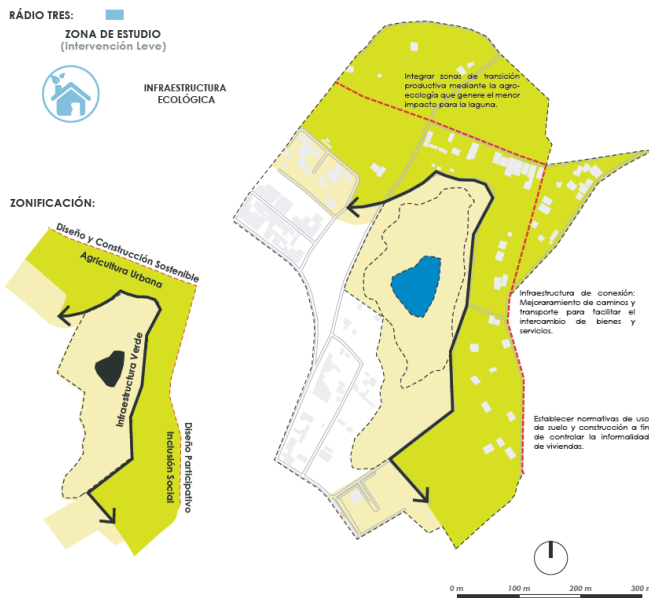 RÁDIO TRES:
ZONA DE ESTUDIO
(Intervención Leve)
INFRAESTRUCTURA
ECOLÓGICA
ZONIFICACIÓN:
Diseño y Construcción Sostenible
Agricultura Urbana
Infraestructura Verde
Inclusión Social
Diseño Participativo
Integrar zonas de transición
productiva mediante la agro-
ecología que genere el menor
impacto para la laguna.
Infraestructura de conexión:
Mejoraramiento de caminos y
transporte para facilitar el
intercambio de bienes y
servicios.
Establecer normativas de uso
de suelo y construcción a fin
de controlar la informalidad
de viviendas.
0 m 100 m 200 m 300 m